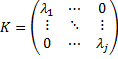 K = ( λ₁ ⋯ 0
⋮ ⋱ ⋮
0 ⋯ λⱼ )